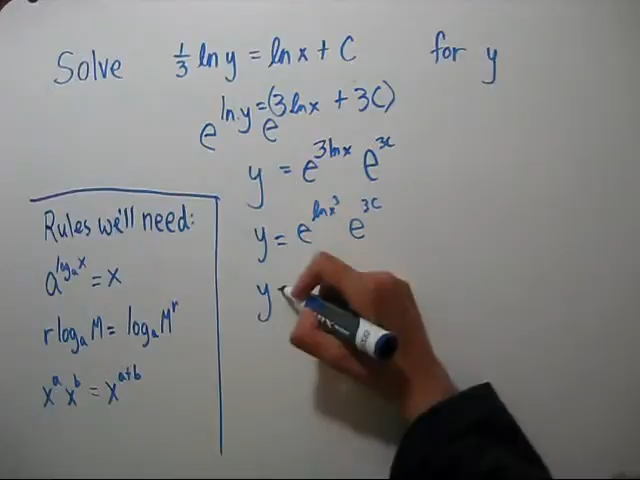 Solve ⅓ ln y = ln x + C for y
e^{ln y} = e^{(3ln x + 3C)}
y = e^{3ln x} e^{3C}
y = e^{ln x³} e^{3C}
y
Rules we'll need:
a^{log_a x} = x
r log_a M = log_a M^r
x^a x^b = x^{a+b}